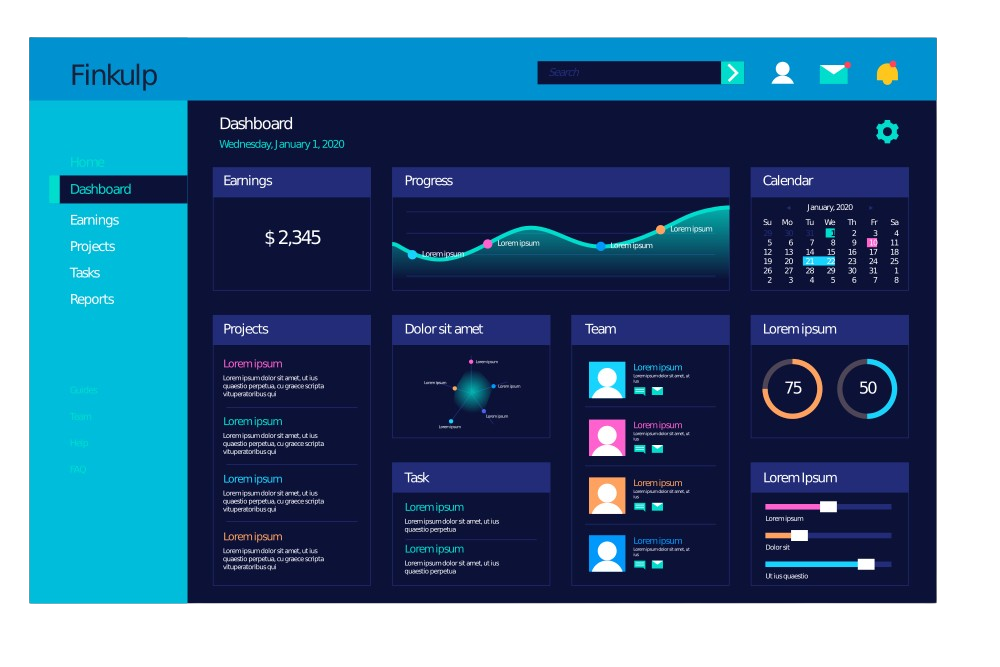 Finkulp
Search
Home
Dashboard
Earnings
Projects
Tasks
Reports
Guides
Team
Help
FAQ
Dashboard
Wednesday, January 1, 2020
Earnings
$ 2,345
Progress
Lorem ipsum
Lorem ipsum
Lorem ipsum
Lorem ipsum
Calendar
January, 2020
Su Mo Tu We Th Fr Sa
29 30 31 1 2 3 4
5 6 7 8 9 10 11
12 13 14 15 16 17 18
19 20 21 22 23 24 25
26 27 28 29 30 31 1
2 3 4 5 6 7 8
Projects
Lorem ipsum
Lorem ipsum dolor sit amet, ut ius
quaestio perpetua, cu graece scripta
vituperatoribus qui
Lorem ipsum
Lorem ipsum dolor sit amet, ut ius
quaestio perpetua, cu graece scripta
vituperatoribus qui
Lorem ipsum
Lorem ipsum dolor sit amet, ut ius
quaestio perpetua, cu graece scripta
vituperatoribus qui
Lorem ipsum
Lorem ipsum dolor sit amet, ut ius
quaestio perpetua, cu graece scripta
vituperatoribus qui
Dolor sit amet
Lorem ipsum
Lorem ipsum
Lorem ipsum
Lorem ipsum
Lorem ipsum
Task
Lorem ipsum
Lorem ipsum dolor sit amet, ut ius
quaestio perpetua
Lorem ipsum
Lorem ipsum dolor sit amet, ut ius
quaestio perpetua
Team
Lorem ipsum
Lorem ipsum dolor sit amet, ut
ius
Lorem ipsum
Lorem ipsum dolor sit amet, ut
ius
Lorem ipsum
Lorem ipsum dolor sit amet, ut
ius
Lorem ipsum
Lorem ipsum dolor sit amet, ut
ius
Lorem ipsum
75 50
Lorem Ipsum
Lorem ipsum
Dolor sit
Ut ius quaestio